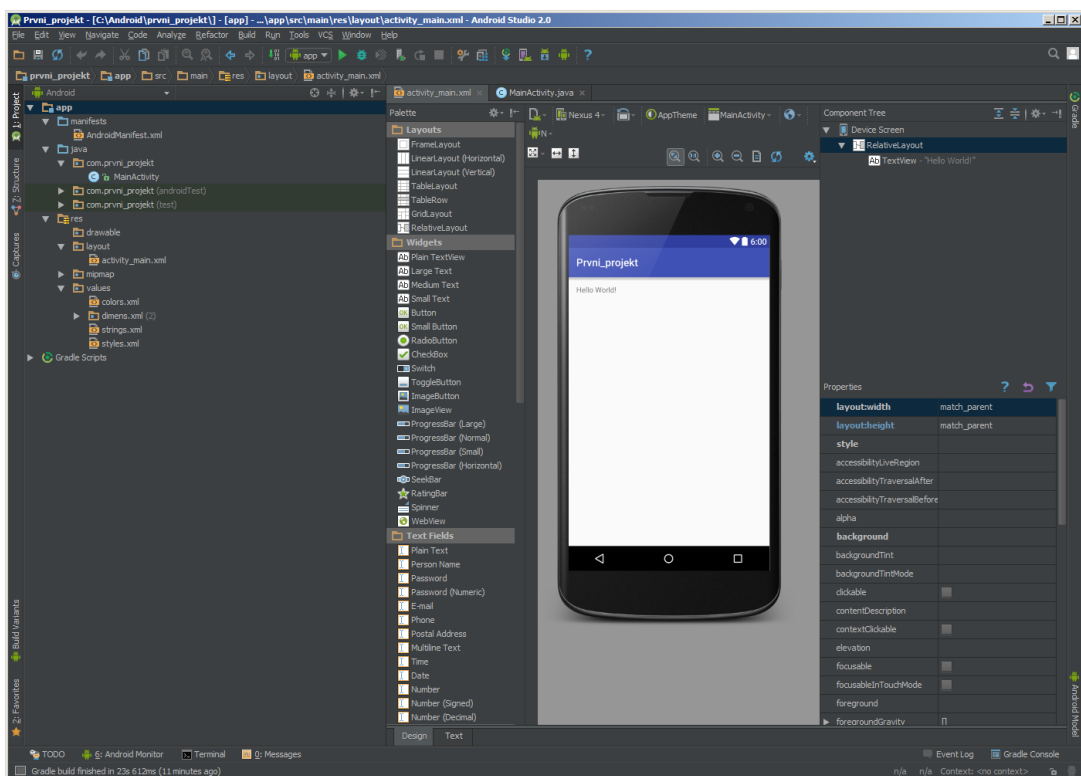 Prvni_projekt - [C:\Android\prvni_projekt\] - [app] - ...\app\src\main\res\layout\activity_main.xml - Android Studio 2.0
File Edit View Navigate Code Analyze Refactor Build Run Tools VCS Window Help
app
prvni_projekt app src main res layout activity_main.xml
1: Project
Z: Structure
Captures
Build Variants
2: Favorites
Android
app
manifests
AndroidManifest.xml
java
com.prvni_projekt
MainActivity
com.prvni_projekt (androidTest)
com.prvni_projekt (test)
res
drawable
layout
activity_main.xml
mipmap
values
colors.xml
dimens.xml (2)
strings.xml
styles.xml
Gradle Scripts
activity_main.xml MainActivity.java
Palette
Layouts
FrameLayout
LinearLayout (Horizontal)
LinearLayout (Vertical)
TableLayout
TableRow
GridLayout
RelativeLayout
Widgets
Ab Plain TextView
Ab Large Text
Ab Medium Text
Ab Small Text
OK Button
OK Small Button
RadioButton
CheckBox
Switch
ToggleButton
ImageButton
ImageView
ProgressBar (Large)
ProgressBar (Normal)
ProgressBar (Small)
ProgressBar (Horizontal)
SeekBar
RatingBar
Spinner
WebView
Text Fields
Plain Text
Person Name
Password
Password (Numeric)
E-mail
Phone
Postal Address
Multiline Text
Time
Date
Number
Number (Signed)
Number (Decimal)
Nexus 4 AppTheme MainActivity
N
6:00
Prvni_projekt
Hello World!
Design Text
Component Tree
Device Screen
RelativeLayout
Ab TextView - "Hello World!"
Properties
layout:width match_parent
layout:height match_parent
style
accessibilityLiveRegion
accessibilityTraversalAfter
accessibilityTraversalBefore
alpha
background
backgroundTint
backgroundTintMode
clickable
contentDescription
contextClickable
elevation
focusable
focusableInTouchMode
foreground
foregroundGravity []
Gradle
Android Model
TODO 6: Android Monitor Terminal 0: Messages Event Log Gradle Console
Gradle build finished in 23s 612ms (11 minutes ago) n/a n/a Context: <no context>